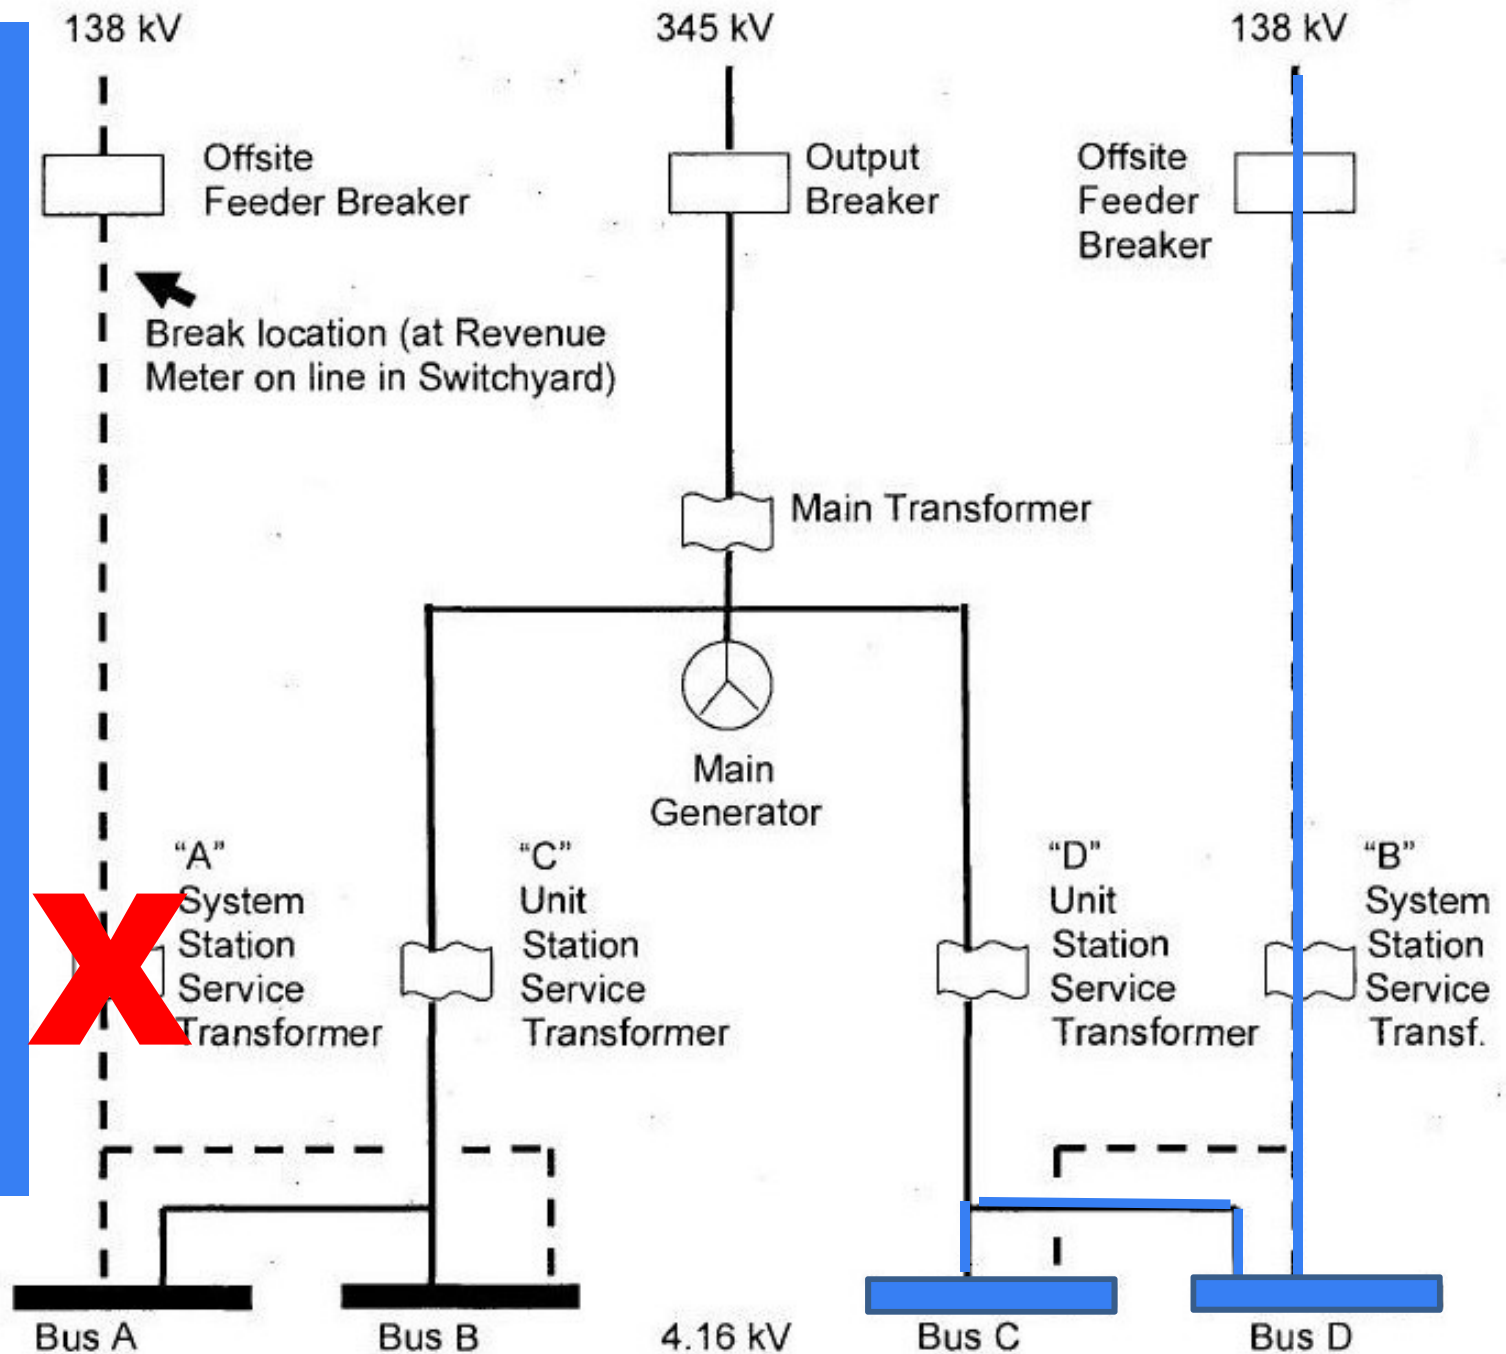 138 kV
345 kV
138 kV
Offsite
Feeder Breaker
Output
Breaker
Offsite
Feeder
Breaker
Break location (at Revenue
Meter on line in Switchyard)
Main Transformer
Main
Generator
“A”
System
Station
Service
Transformer
“C”
Unit
Station
Service
Transformer
“D”
Unit
Station
Service
Transformer
“B”
System
Station
Service
Transf.
Bus A
Bus B
4.16 kV
Bus C
Bus D